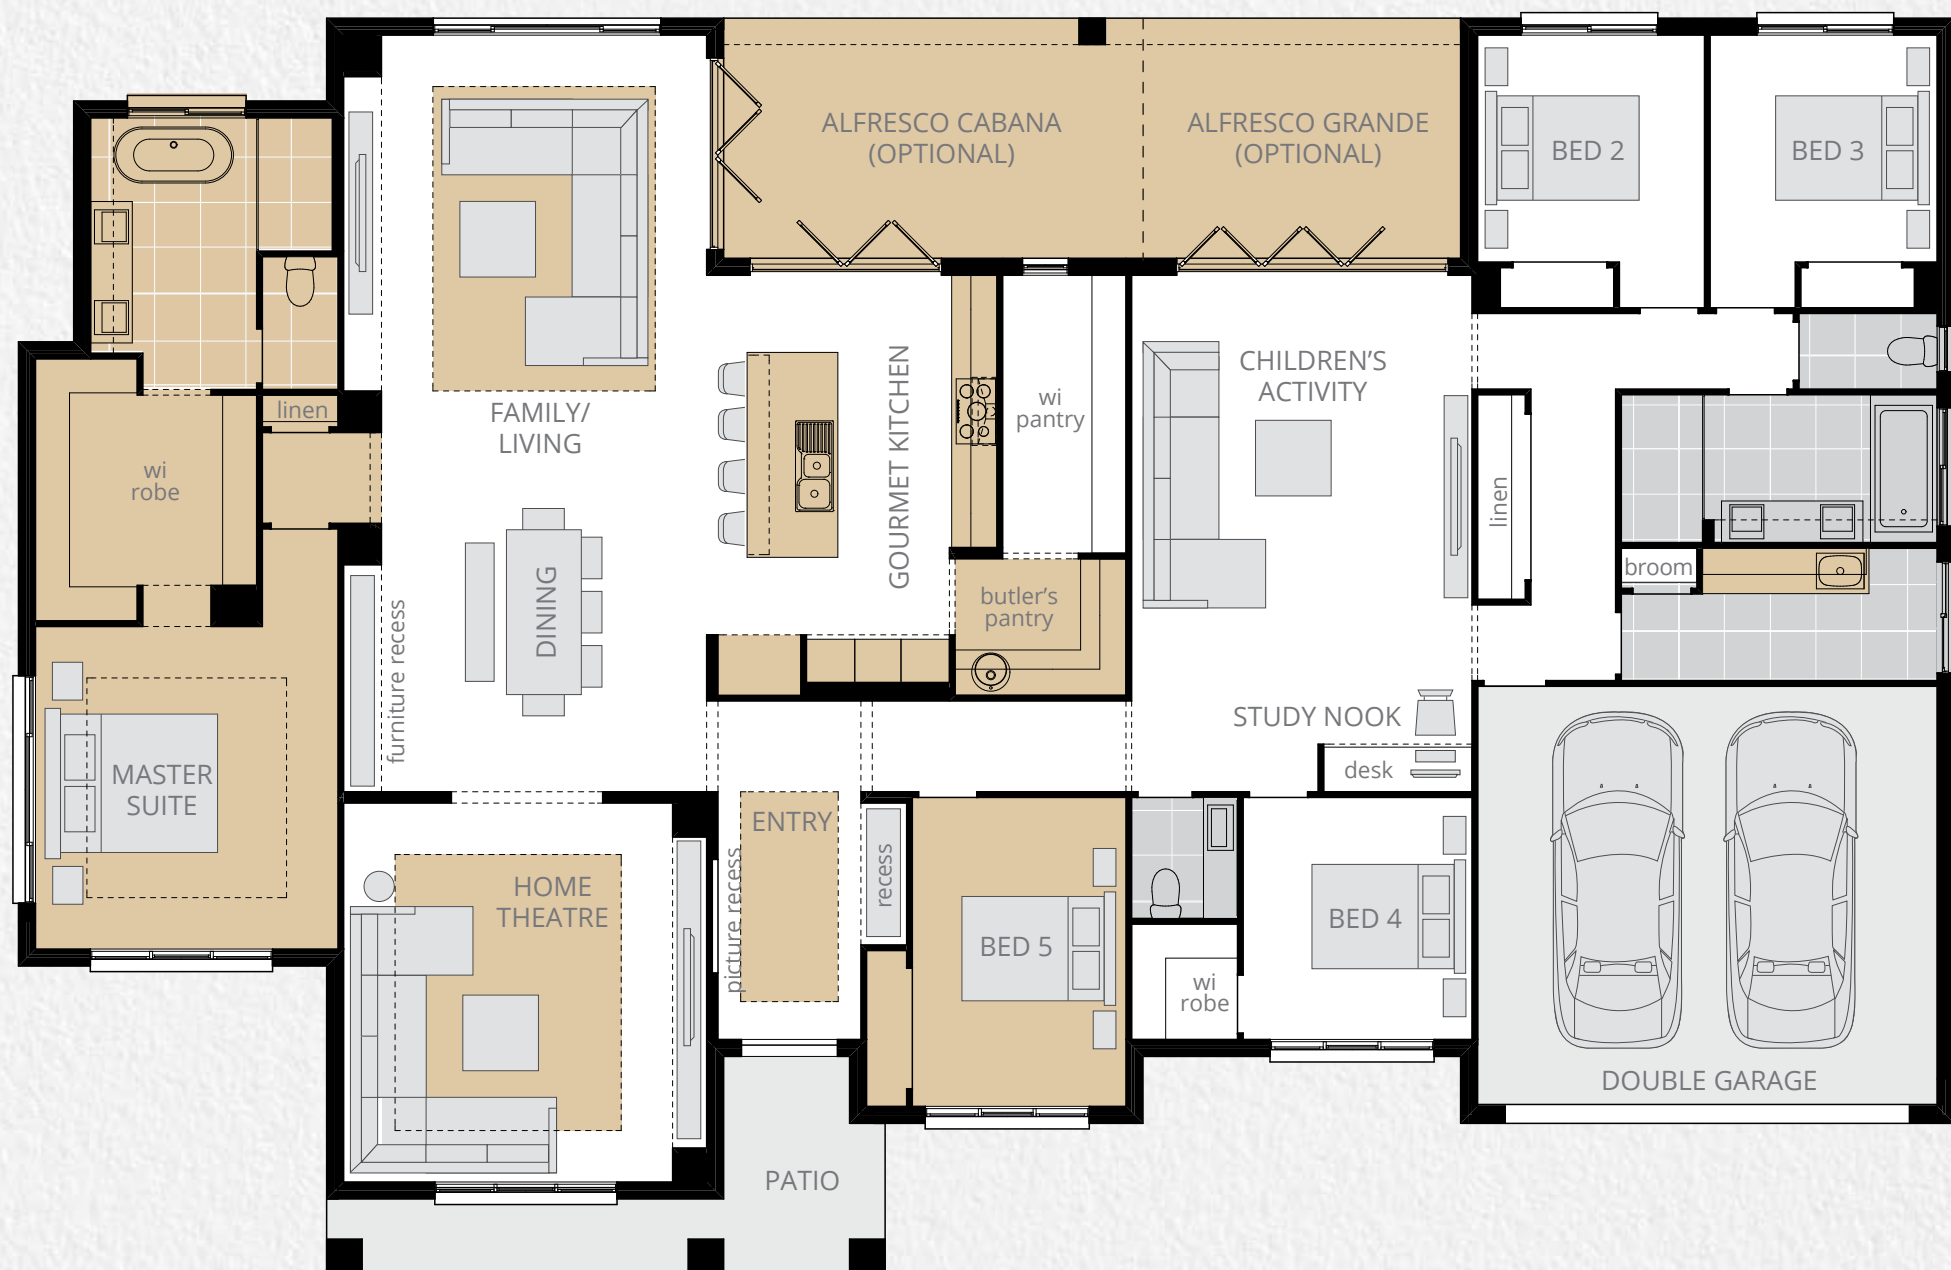 ALFRESCO CABANA
(OPTIONAL)
ALFRESCO GRANDE
(OPTIONAL)
BED 2
BED 3
linen
FAMILY/
LIVING
wi
robe
GOURMET KITCHEN
wi
pantry
CHILDREN'S
ACTIVITY
linen
broom
butler's
pantry
DINING
furniture recess
MASTER
SUITE
STUDY NOOK
desk
ENTRY
picture recess
recess
HOME
THEATRE
BED 5
BED 4
wi
robe
DOUBLE GARAGE
PATIO